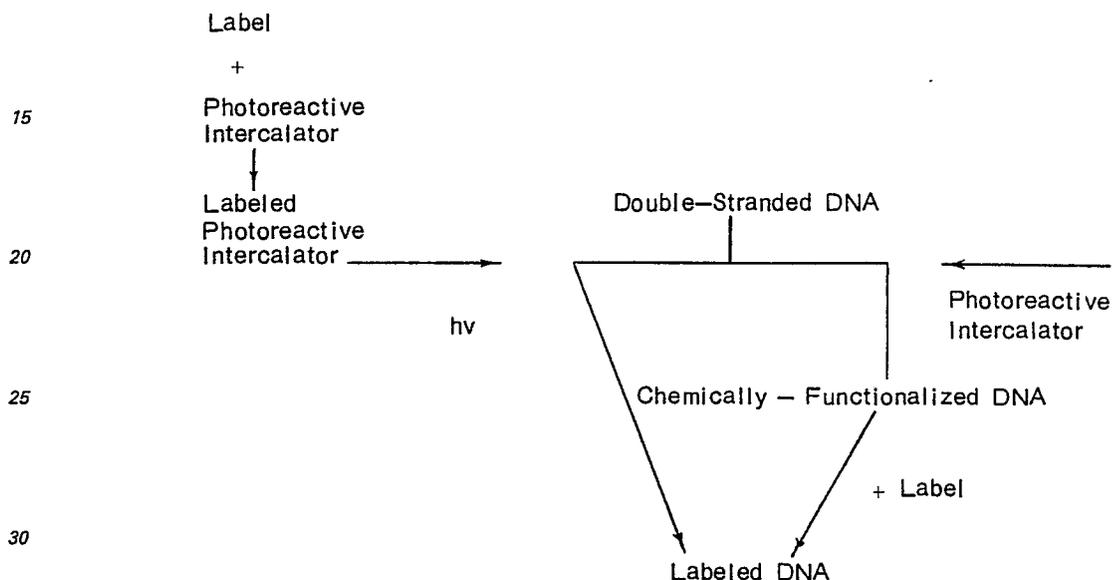 Label
+
15
Photoreactive
Intercalator
Labeled
Photoreactive
Intercalator
20
Double—Stranded DNA
hν
Photoreactive
Intercalator
25
Chemically — Functionalized DNA
+ Label
30
Labeled DNA